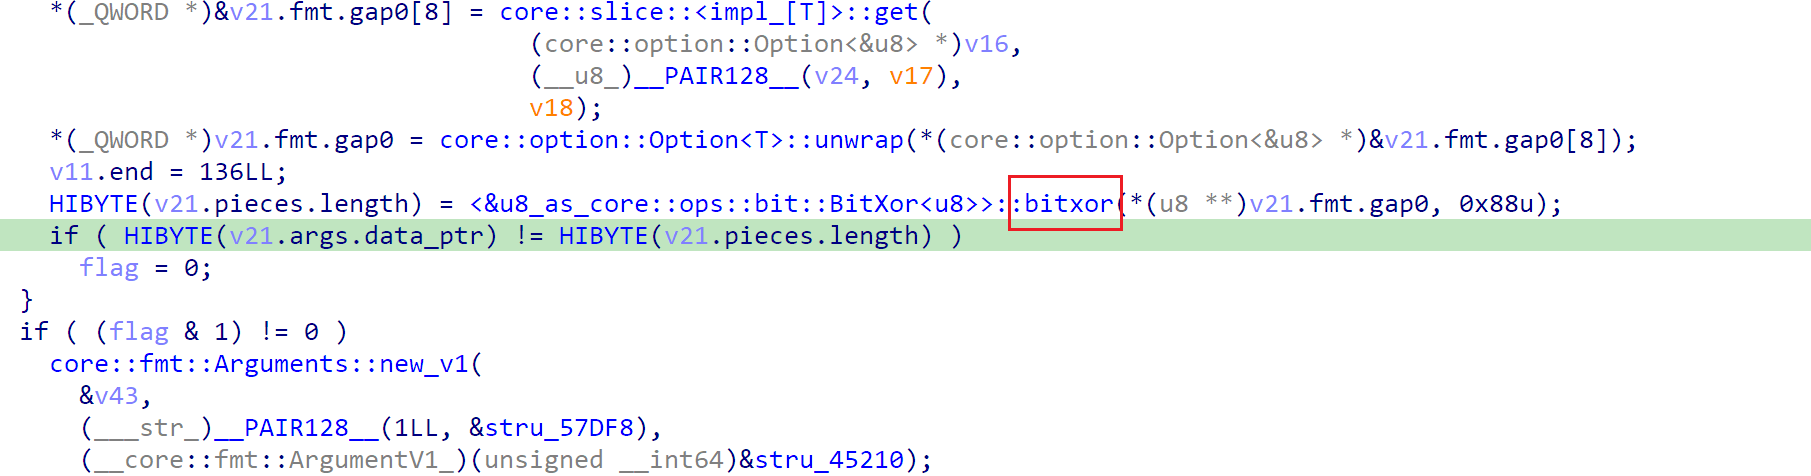 *(_QWORD *)&v21.fmt.gap0[8] = core::slice::<impl_[T]>::get(
(core::option::Option<&u8> *)v16,
(__u8_)__PAIR128__(v24, v17),
v18);
*(_QWORD *)v21.fmt.gap0 = core::option::Option<T>::unwrap(*(core::option::Option<&u8> *)&v21.fmt.gap0[8]);
v11.end = 136LL;
HIBYTE(v21.pieces.length) = <&u8_as_core::ops::bit::BitXor<u8>>::bitxor(*(u8 **)v21.fmt.gap0, 0x88u);
if ( HIBYTE(v21.args.data_ptr) != HIBYTE(v21.pieces.length) )
flag = 0;
}
if ( (flag & 1) != 0 )
core::fmt::Arguments::new_v1(
&v43,
(___str_)__PAIR128__(1LL, &stru_57DF8),
(__core::fmt::ArgumentV1_)(unsigned __int64)&stru_45210);